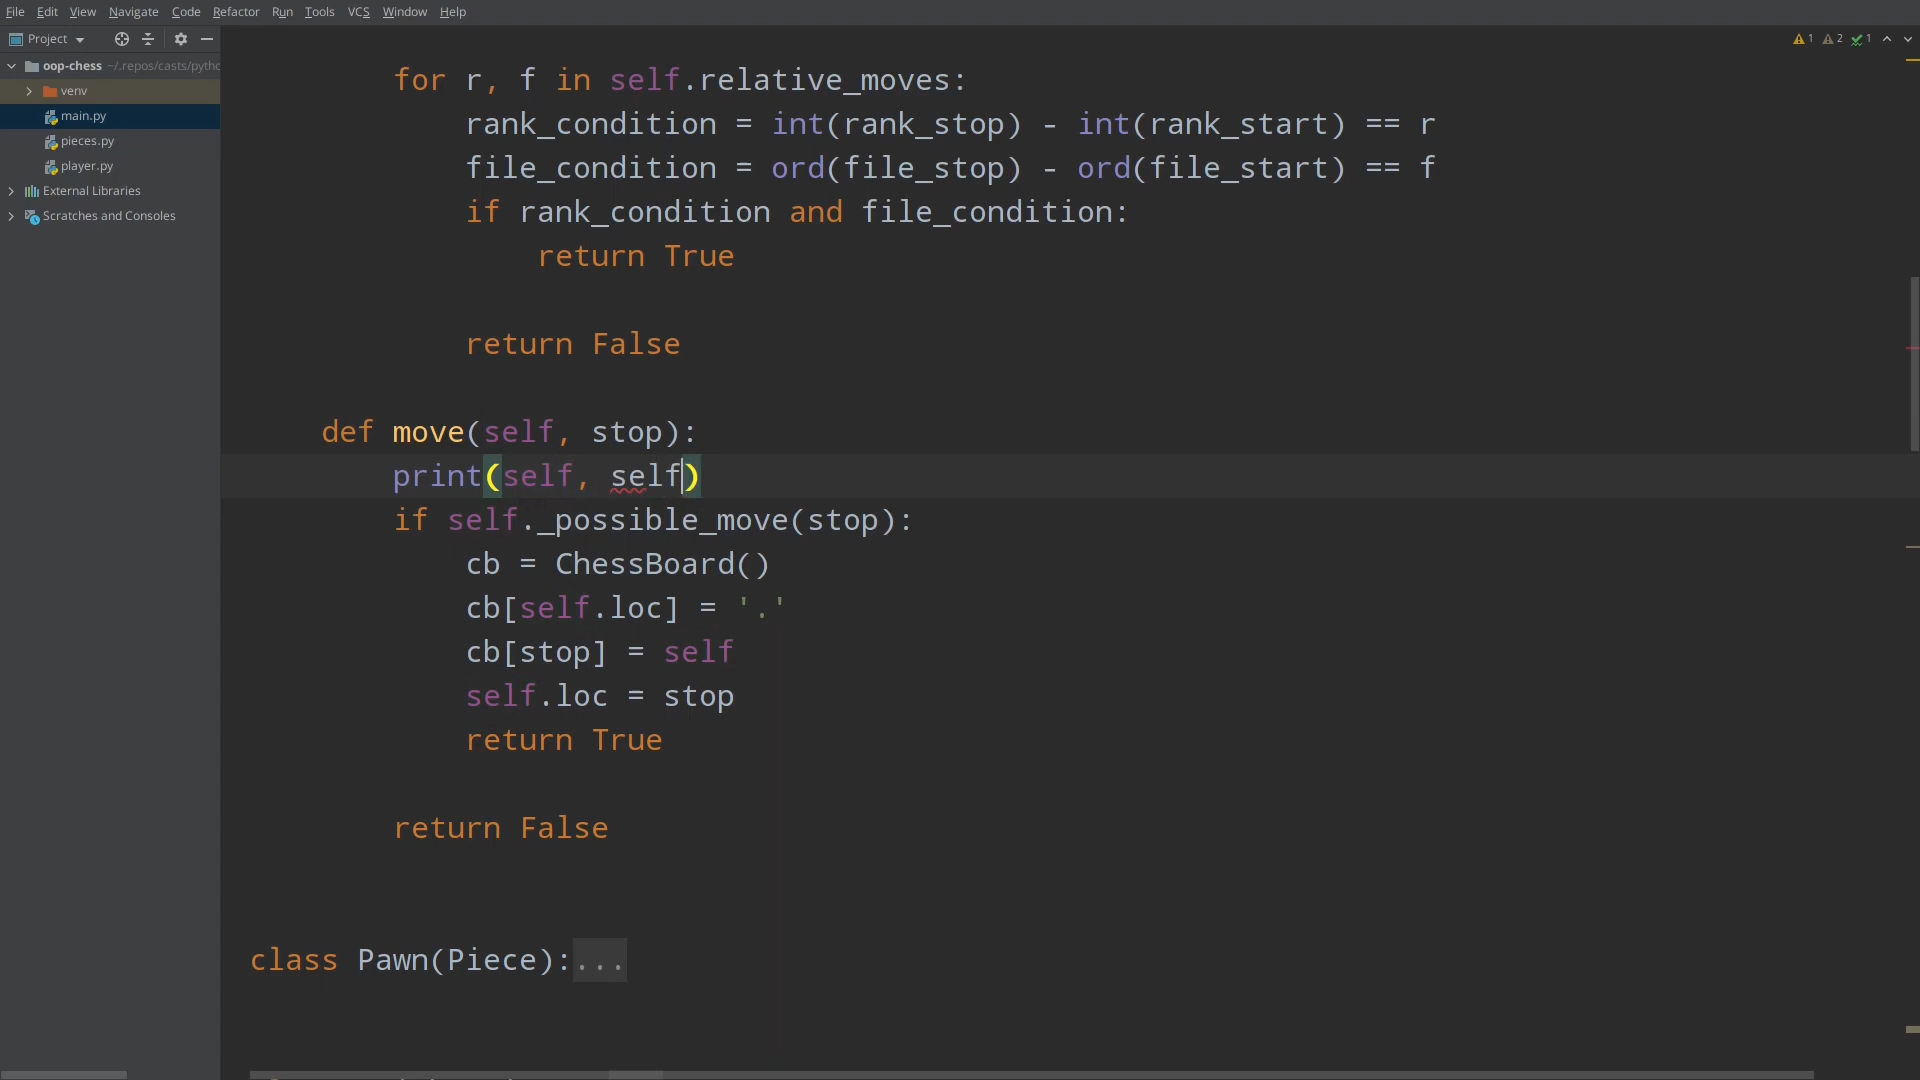 File Edit View Navigate Code Refactor Run Tools VCS Window Help
Project
1 2 1
oop-chess ~/.repos/casts/pytho
venv
main.py
pieces.py
player.py
External Libraries
Scratches and Consoles
for r, f in self.relative_moves:
rank_condition = int(rank_stop) - int(rank_start) == r
file_condition = ord(file_stop) - ord(file_start) == f
if rank_condition and file_condition:
return True
return False
def move(self, stop):
print(self, self)
if self._possible_move(stop):
cb = ChessBoard()
cb[self.loc] = '.'
cb[stop] = self
self.loc = stop
return True
return False
class Pawn(Piece):...